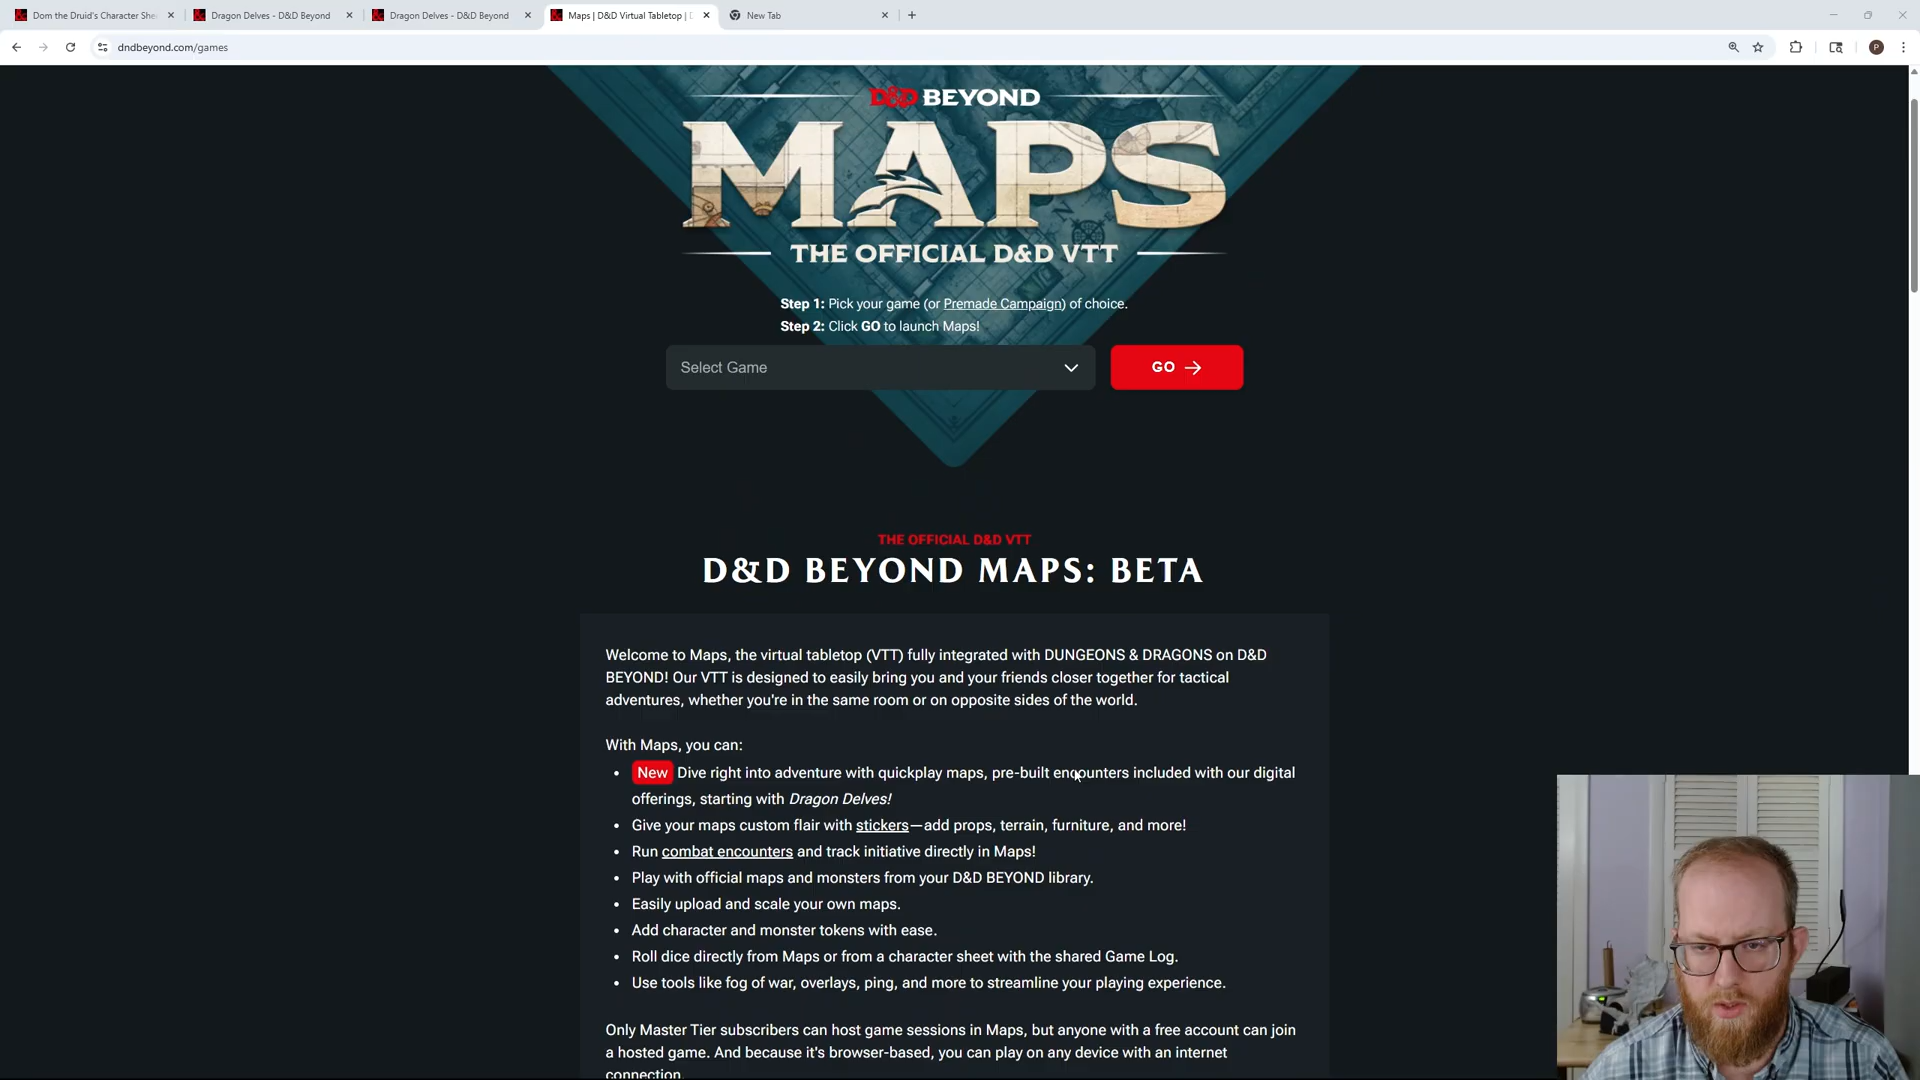 Dom the Druid's Character She
Dragon Delves - D&D Beyond
Dragon Delves - D&D Beyond
Maps | D&D Virtual Tabletop |
New Tab
dndbeyond.com/games
P
D&D BEYOND
MAPS
THE OFFICIAL D&D VTT
Step 1: Pick your game (or Premade Campaign) of choice.
Step 2: Click GO to launch Maps!
Select Game
GO →
THE OFFICIAL D&D VTT
D&D BEYOND MAPS: BETA
Welcome to Maps, the virtual tabletop (VTT) fully integrated with DUNGEONS & DRAGONS on D&D
BEYOND! Our VTT is designed to easily bring you and your friends closer together for tactical
adventures, whether you're in the same room or on opposite sides of the world.
With Maps, you can:
• New Dive right into adventure with quickplay maps, pre-built encounters included with our digital
offerings, starting with Dragon Delves!
• Give your maps custom flair with stickers—add props, terrain, furniture, and more!
• Run combat encounters and track initiative directly in Maps!
• Play with official maps and monsters from your D&D BEYOND library.
• Easily upload and scale your own maps.
• Add character and monster tokens with ease.
• Roll dice directly from Maps or from a character sheet with the shared Game Log.
• Use tools like fog of war, overlays, ping, and more to streamline your playing experience.
Only Master Tier subscribers can host game sessions in Maps, but anyone with a free account can join
a hosted game. And because it's browser-based, you can play on any device with an internet
connection.